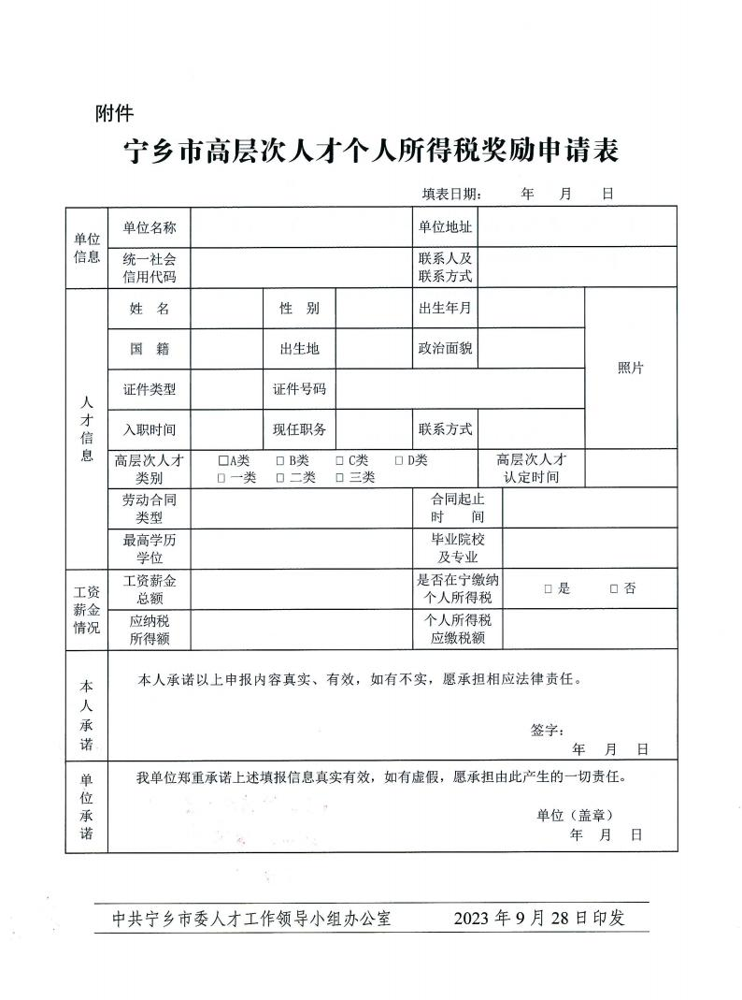 附件
宁乡市高层次人才个人所得税奖励申请表
填表日期： 年 月 日
单位信息
单位名称
单位地址
统一社会信用代码
联系人及联系方式
人才信息
姓 名
性 别
出生年月
照片
国 籍
出生地
政治面貌
证件类型
证件号码
入职时间
现任职务
联系方式
高层次人才类别
□A类 □B类 □C类 □D类
□一类 □二类 □三类
高层次人才认定时间
劳动合同类型
合同起止时 间
最高学历学位
毕业院校及专业
工资薪金情况
工资薪金总额
是否在宁缴纳个人所得税
□是 □否
应纳税所得额
个人所得税应缴税额
本人承诺
本人承诺以上申报内容真实、有效，如有不实，愿承担相应法律责任。
签字：
年 月 日
单位承诺
我单位郑重承诺上述填报信息真实有效，如有虚假，愿承担由此产生的一切责任。
单位（盖章）
年 月 日
中共宁乡市委人才工作领导小组办公室 2023年9月28日印发